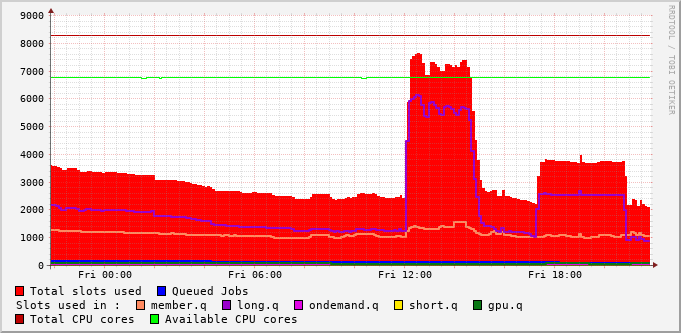 RRDTOOL / TOBI OETIKER
9000
8000
7000
6000
5000
4000
3000
2000
1000
0
Fri 00:00 Fri 06:00 Fri 12:00 Fri 18:00
Total slots used Queued Jobs
Slots used in : member.q long.q ondemand.q short.q gpu.q
Total CPU cores Available CPU cores